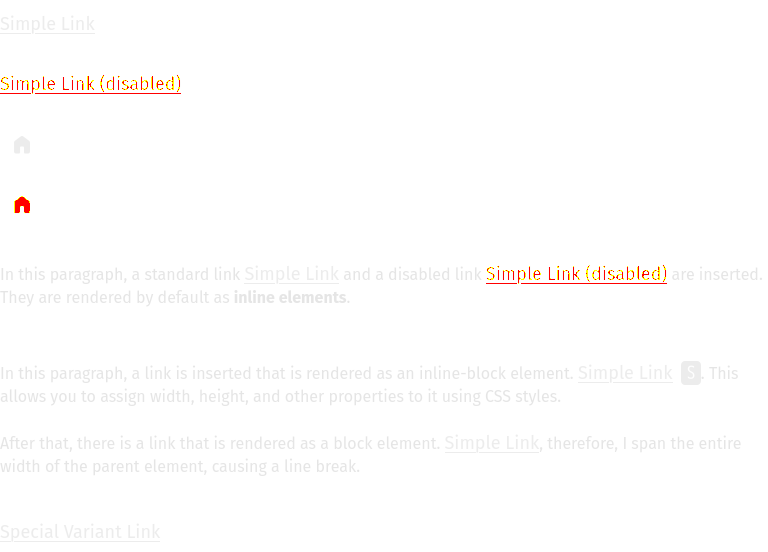 Simple Link
Simple Link (disabled)
In this paragraph, a standard link Simple Link and a disabled link Simple Link (disabled) are inserted.
They are rendered by default as inline elements.
In this paragraph, a link is inserted that is rendered as an inline-block element. Simple Link S. This
allows you to assign width, height, and other properties to it using CSS styles.
After that, there is a link that is rendered as a block element. Simple Link, therefore, I span the entire
width of the parent element, causing a line break.
Special Variant Link